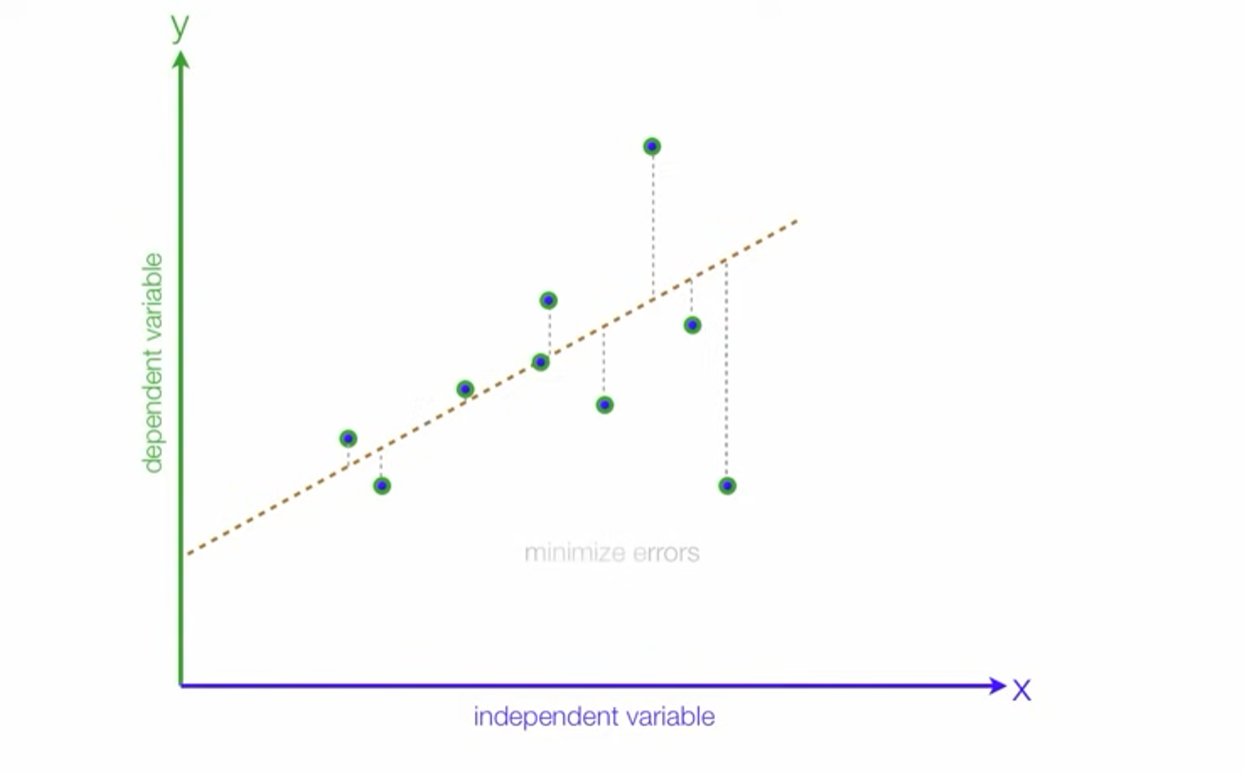 y
dependent variable
minimize errors
x
independent variable